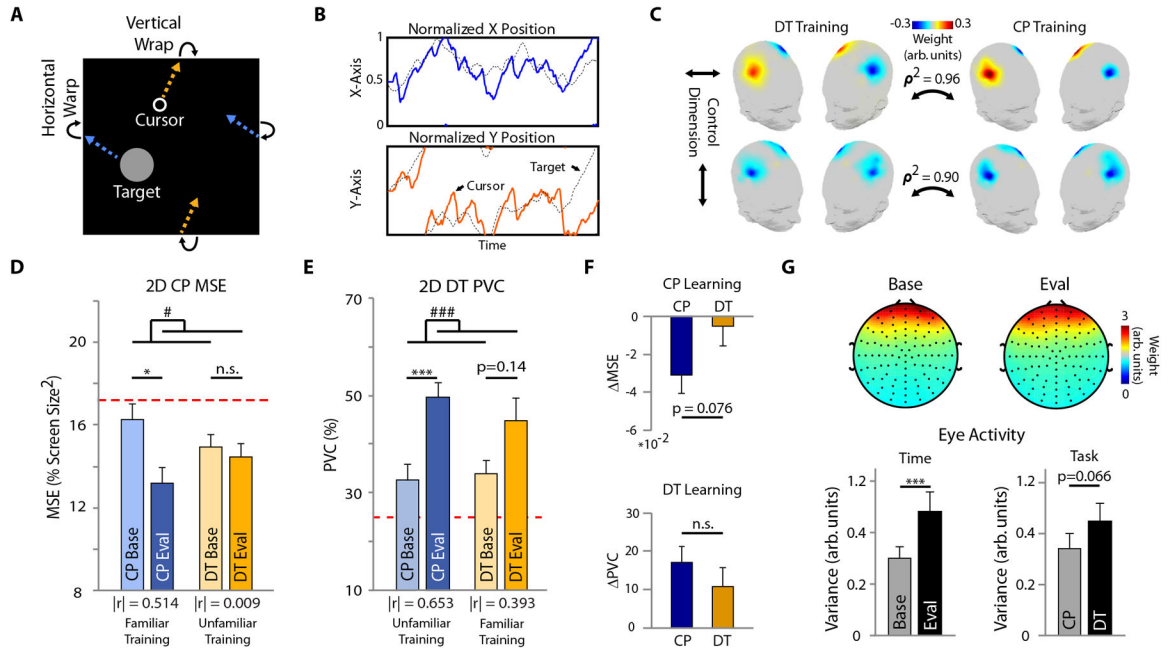 A
Vertical
Wrap
Horizontal
Warp
Cursor
Target
B
Normalized X Position
1
0.5
0
X-Axis
Normalized Y Position
Target
Cursor
Y-Axis
Time
C
DT Training
-0.3 0.3
Weight
(arb. units)
CP Training
ρ² = 0.96
Control
Dimension
ρ² = 0.90
D
2D CP MSE
#
20
*
n.s.
16
14
12
8
MSE (% Screen Size²)
CP Base
CP Eval
DT Base
DT Eval
|r| = 0.514 |r| = 0.009
Familiar
Training
Unfamiliar
Training
E
2D DT PVC
70
###
***
p=0.14
50
30
10
PVC (%)
CP Base
CP Eval
DT Base
DT Eval
|r| = 0.653 |r| = 0.393
Unfamiliar
Training
Familiar
Training
F
CP Learning
CP DT
0
-2
-4
-6
*10⁻²
ΔMSE
p = 0.076
DT Learning
30
20
10
0
ΔPVC
n.s.
CP DT
G
Base Eval
3
0
Weight
(arb.units)
Eye Activity
Time
***
0.4
0.2
Variance (arb. units)
Base
Eval
Task
p=0.066
0.4
0.2
Variance (arb. units)
CP
DT